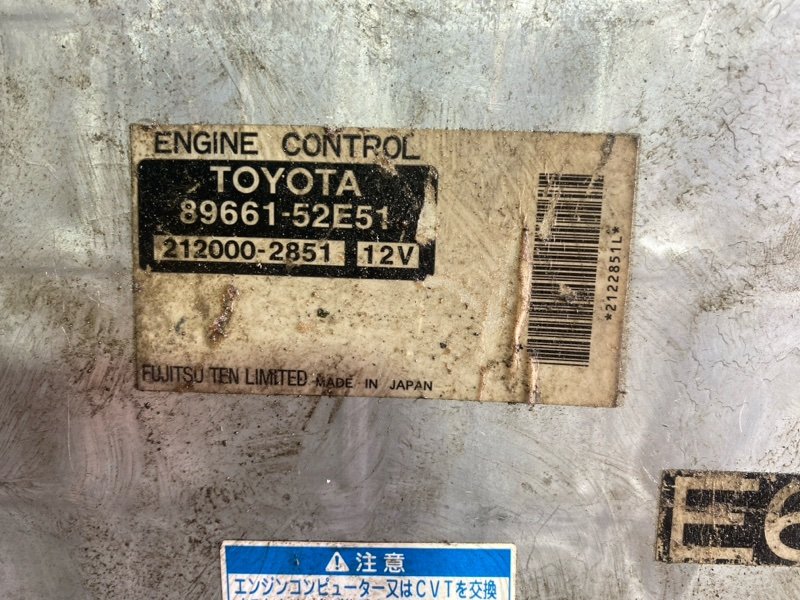 ENGINE CONTROL
TOYOTA
89661-52E51
212000-2851 12V
*2122851L*
FUJITSU TEN LIMITED MADE IN JAPAN
E6
⚠注意
エンジンコンピューター又はCVTを交換